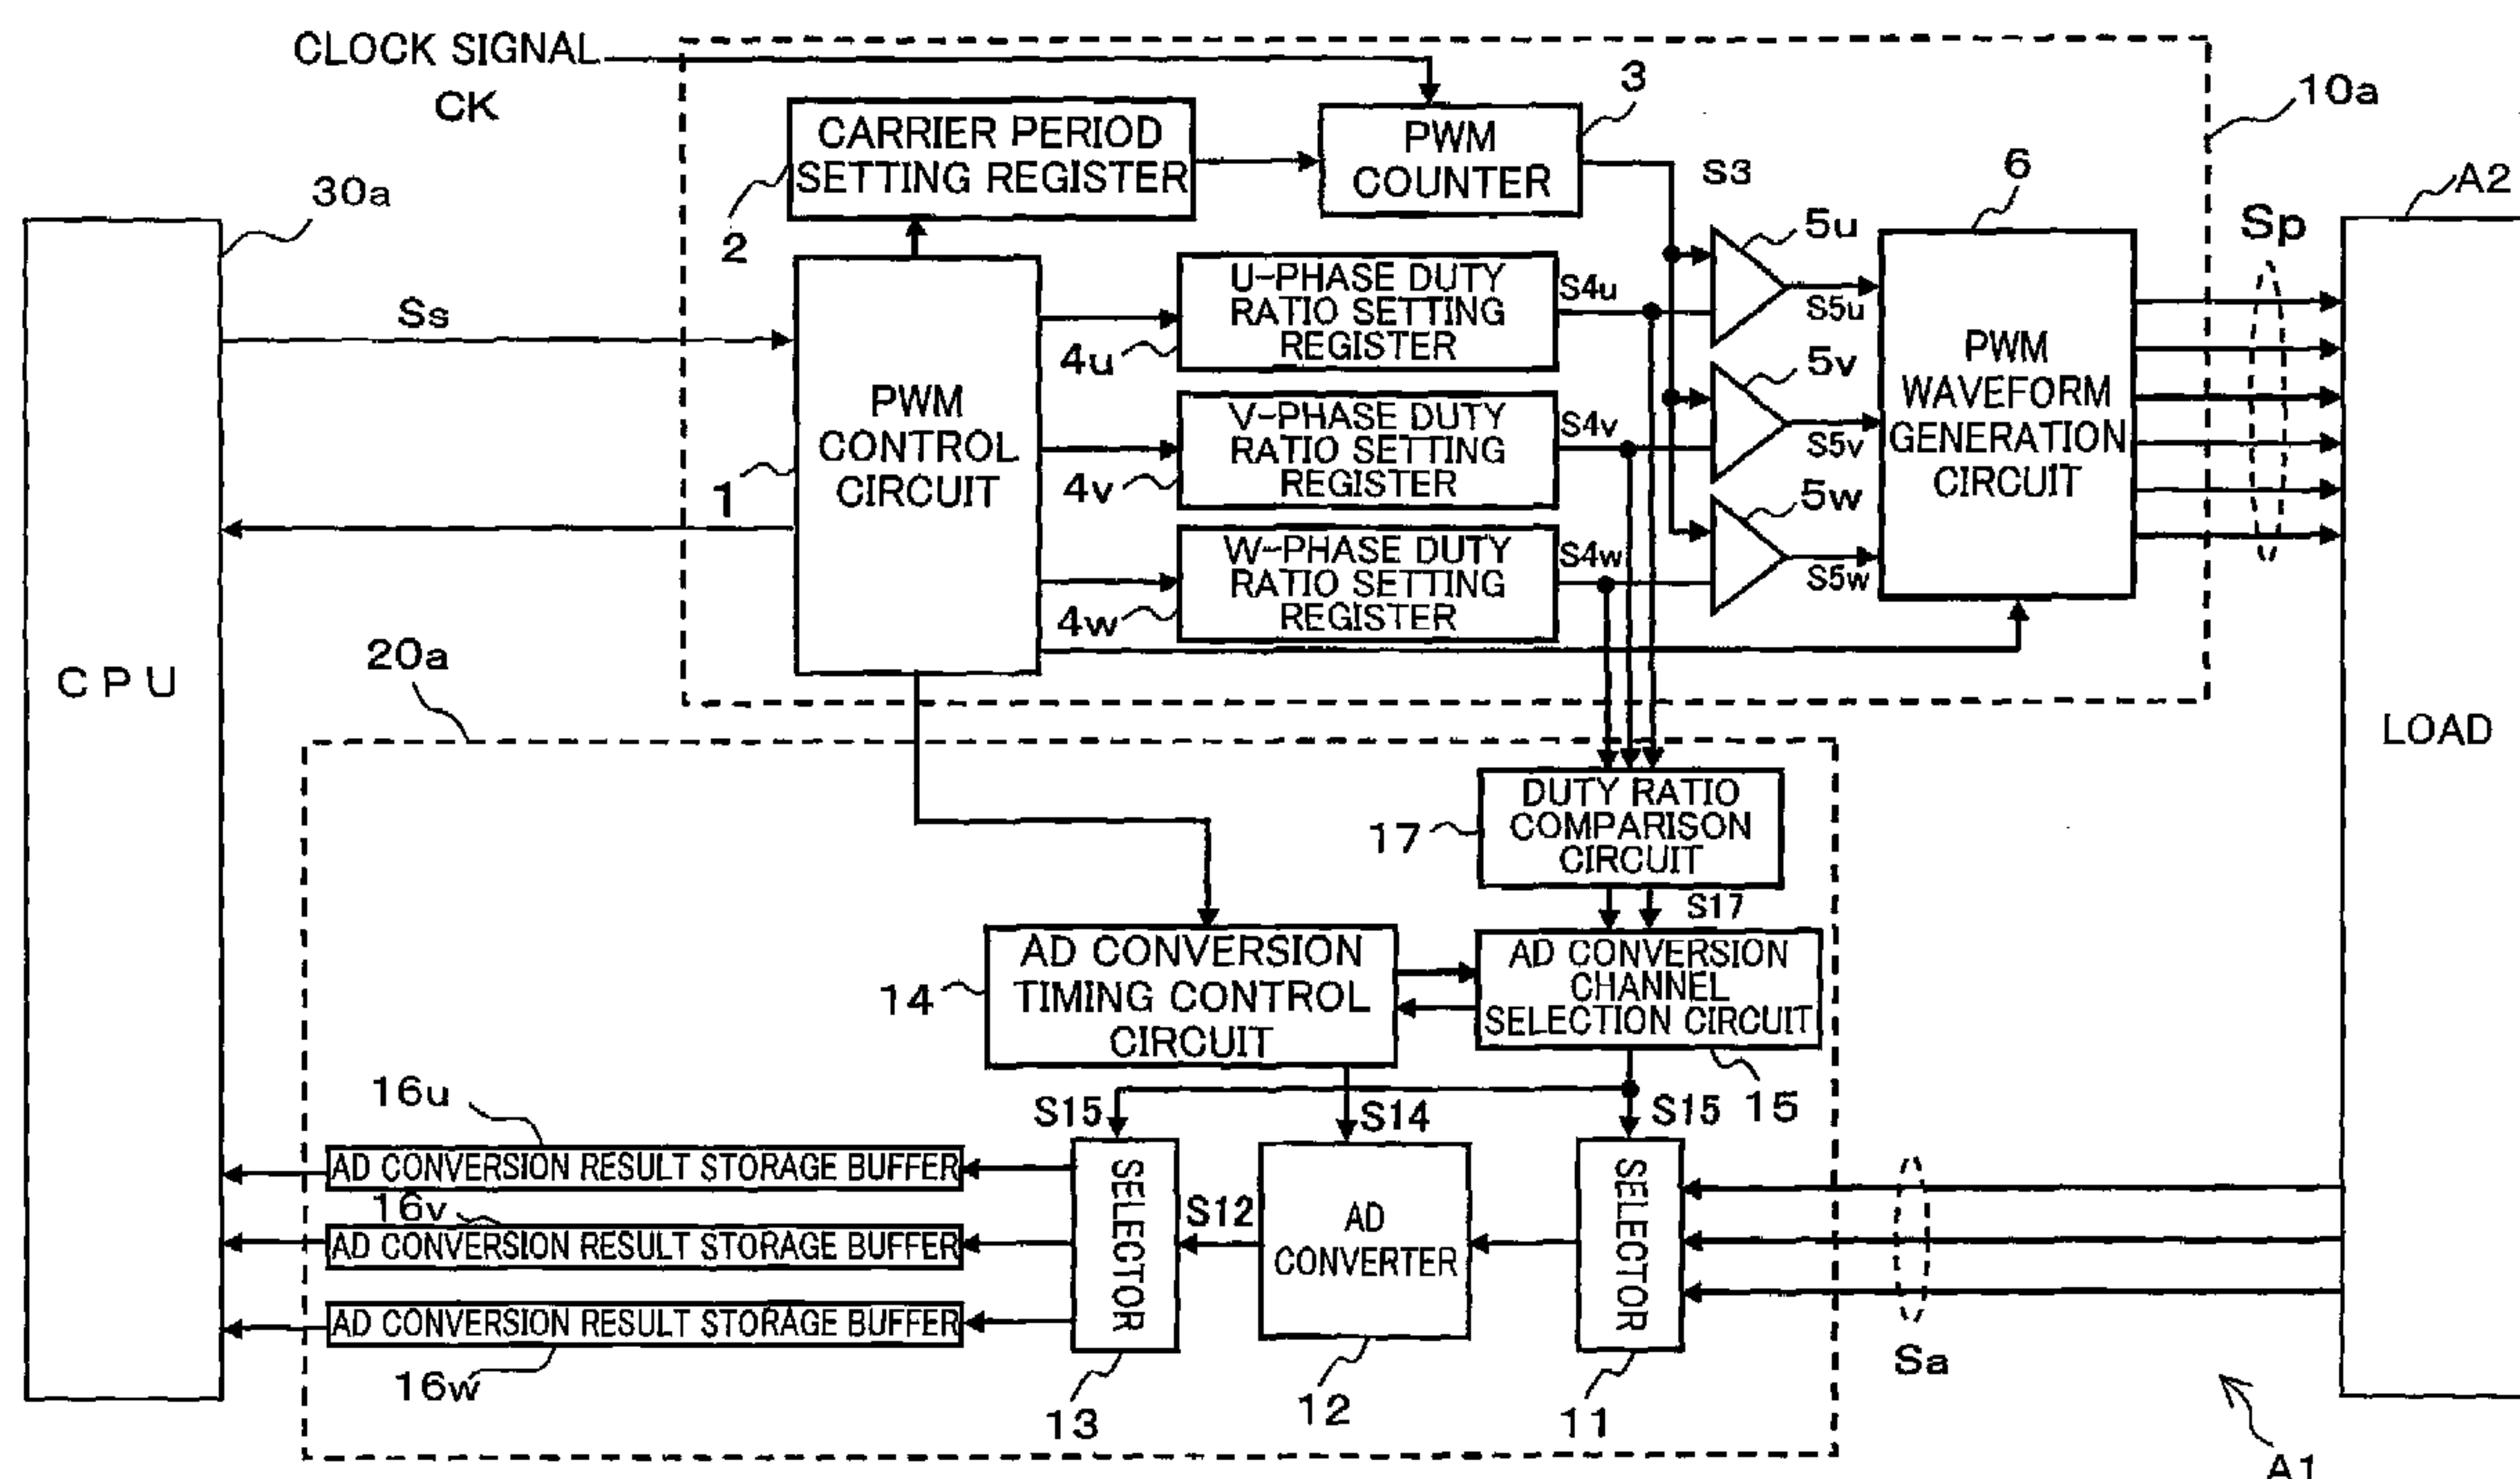 CLOCK SIGNAL
CK
3
10a
CARRIER PERIOD
SETTING REGISTER
PWM
COUNTER
2
S3
6
A2
30a
Sp
5u
U-PHASE DUTY
RATIO SETTING
REGISTER
S4u
S5u
4u
Ss
PWM
CONTROL
CIRCUIT
1
V-PHASE DUTY
RATIO SETTING
REGISTER
S4v
5v
S5v
4v
PWM
WAVEFORM
GENERATION
CIRCUIT
W-PHASE DUTY
RATIO SETTING
REGISTER
S4w
5w
S5w
4w
20a
CPU
LOAD
DUTY RATIO
COMPARISON
CIRCUIT
17
S17
AD CONVERSION
TIMING CONTROL
CIRCUIT
14
AD CONVERSION
CHANNEL
SELECTION CIRCUIT
15
16u
S15
S14
S15
AD CONVERSION RESULT STORAGE BUFFER
16v
AD CONVERSION RESULT STORAGE BUFFER
AD CONVERSION RESULT STORAGE BUFFER
16w
SELECTOR
S12
AD
CONVERTER
SELECTOR
13
12
11
Sa
A1